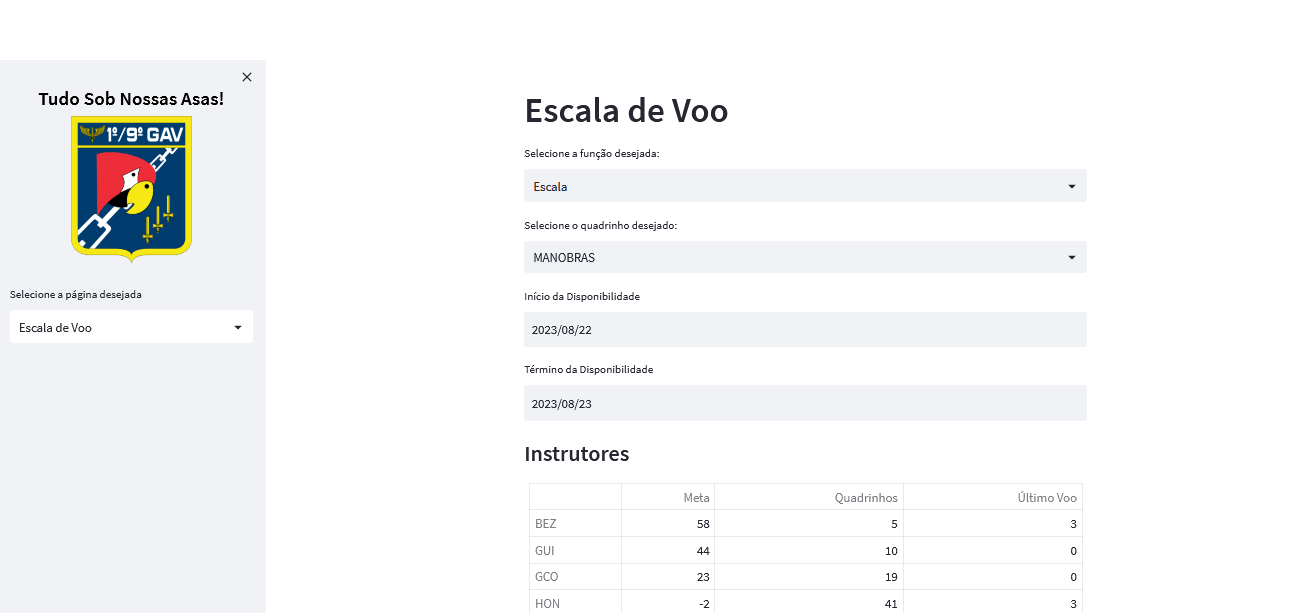 Tudo Sob Nossas Asas!
1º/9º GAV
Selecione a página desejada
Escala de Voo
Escala de Voo
Selecione a função desejada:
Escala
Selecione o quadrinho desejado:
MANOBRAS
Início da Disponibilidade
2023/08/22
Término da Disponibilidade
2023/08/23
Instrutores
Meta Quadrinhos Último Voo
BEZ 58 5 3
GUI 44 10 0
GCO 23 19 0
HON -2 41 3